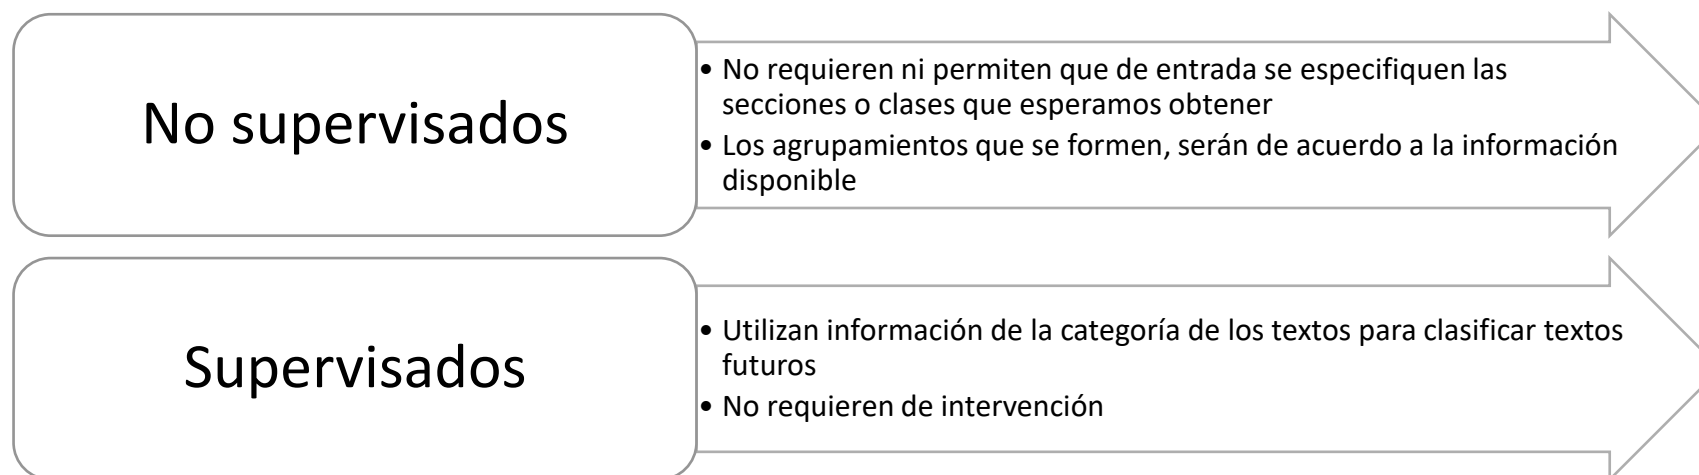 No supervisados
• No requieren ni permiten que de entrada se especifiquen las
secciones o clases que esperamos obtener
• Los agrupamientos que se formen, serán de acuerdo a la información
disponible
Supervisados
• Utilizan información de la categoría de los textos para clasificar textos
futuros
• No requieren de intervención